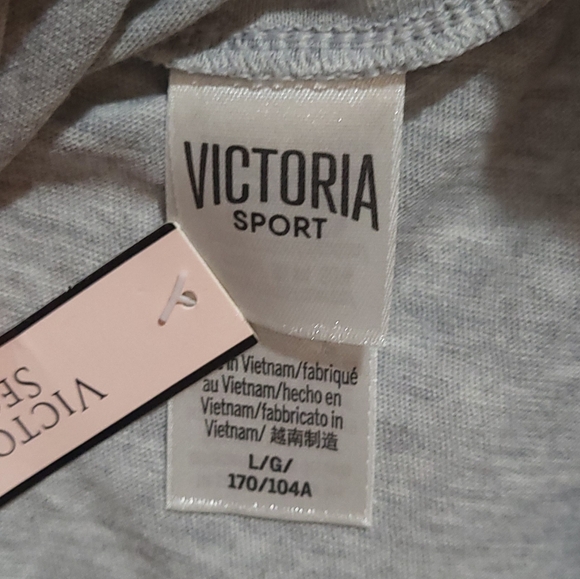 VICTORIA
SPORT
in Vietnam/fabriqué
au Vietnam/hecho en
Vietnam/fabbricato in
Vietnam/ 越南制造
L/G/
170/104A
VICTO
SE